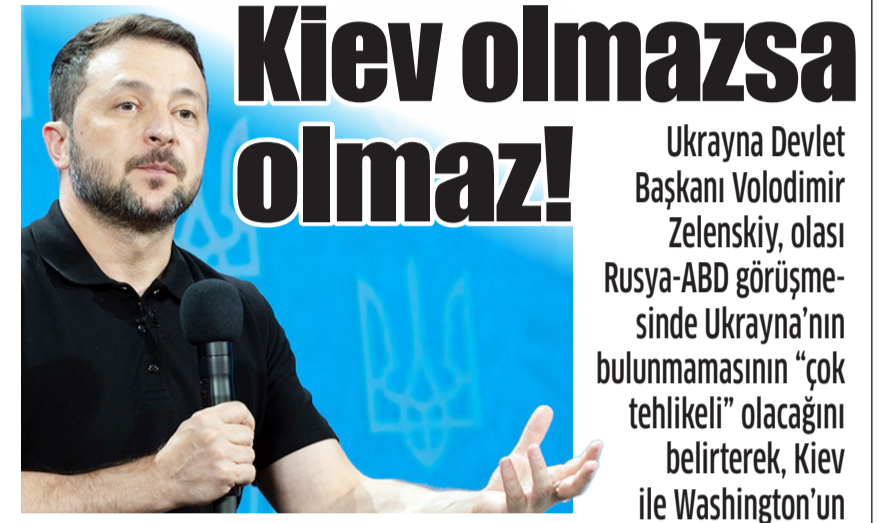 Kiev olmazsa
olmaz!
Ukrayna Devlet
Başkanı Volodimir
Zelenskiy, olası
Rusya-ABD görüşme-
sinde Ukrayna’nın
bulunmamasının “çok
tehlikeli” olacağını
belirterek, Kiev
ile Washington’un